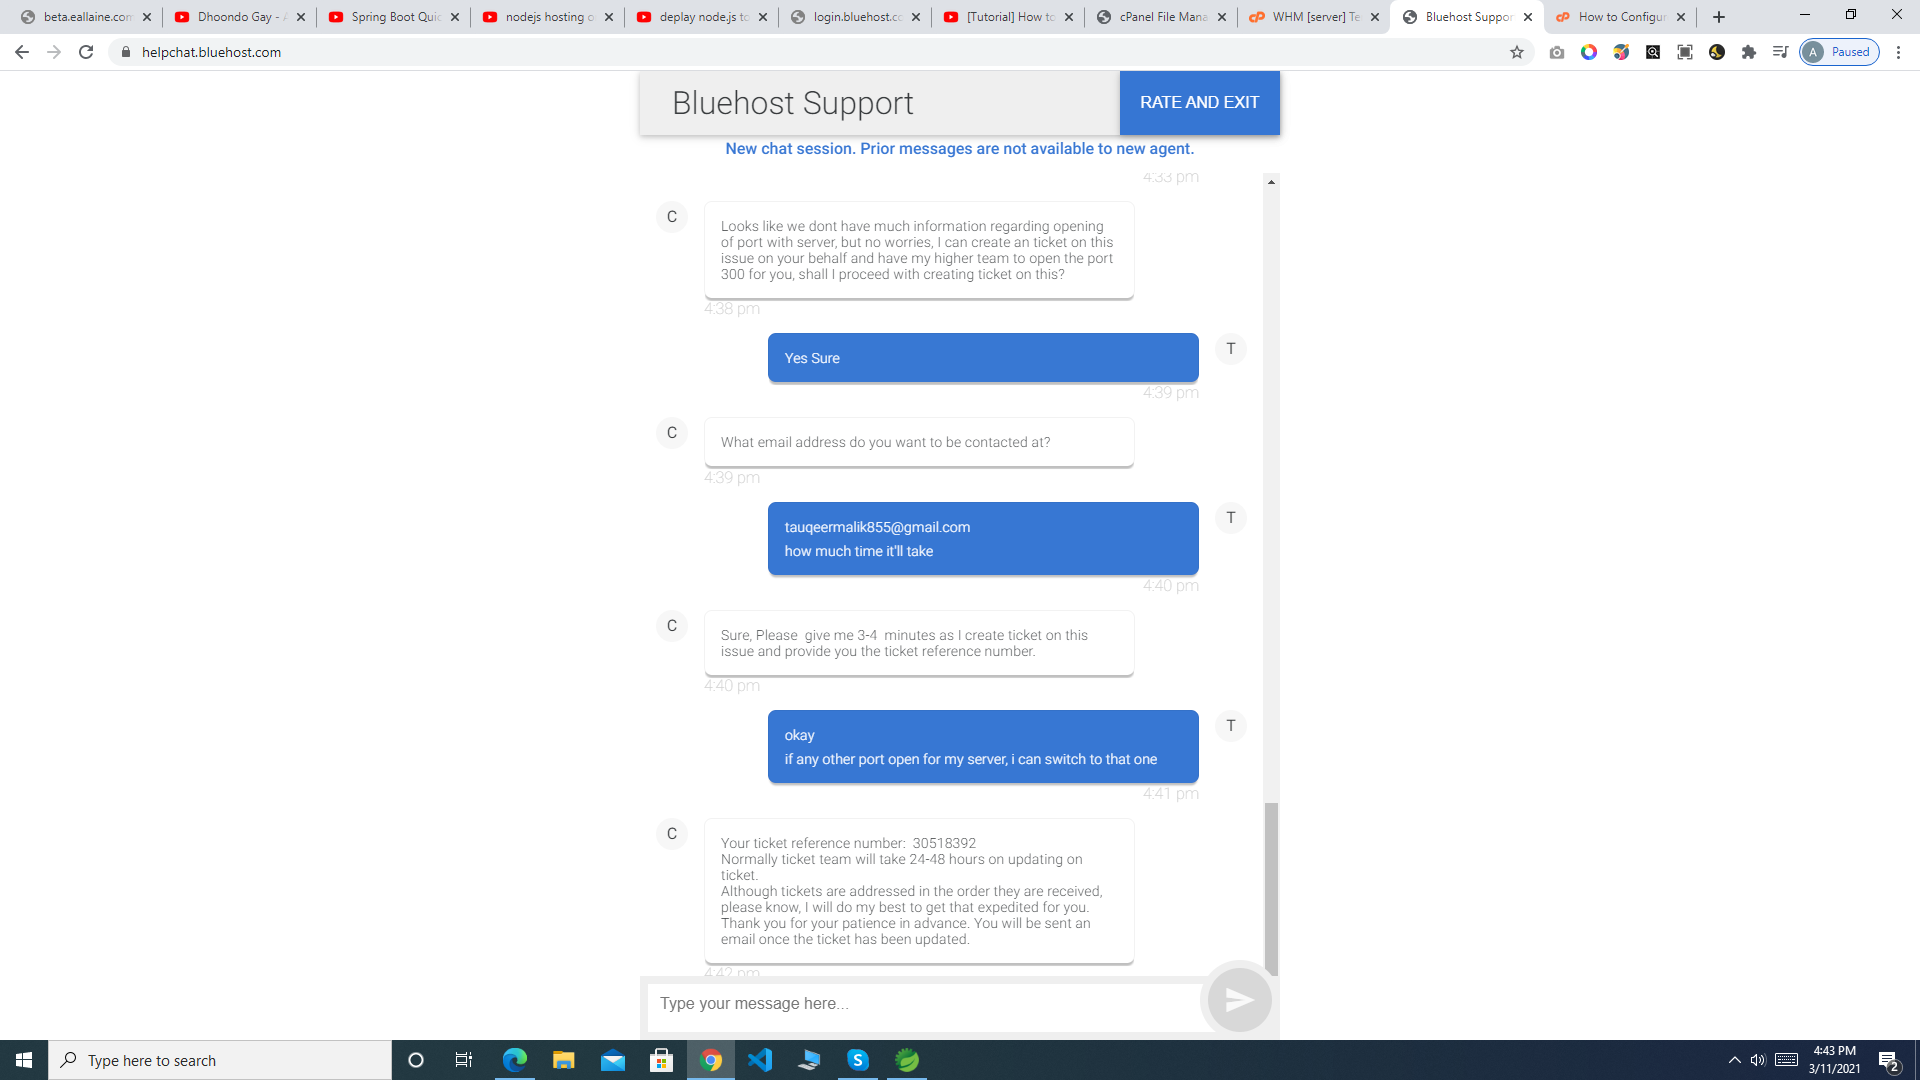 beta.eallaine.com
Dhoondo Gay - A
Spring Boot Quic
nodejs hosting o
deplay node.js to
login.bluehost.co
[Tutorial] How to
cPanel File Mana
WHM [server] Te
Bluehost Suppor
How to Configur
helpchat.bluehost.com
A Paused
Bluehost Support
RATE AND EXIT
New chat session. Prior messages are not available to new agent.
4:33 pm
C
Looks like we dont have much information regarding opening
of port with server, but no worries, I can create an ticket on this
issue on your behalf and have my higher team to open the port
300 for you, shall I proceed with creating ticket on this?
4:38 pm
Yes Sure
T
4:39 pm
C
What email address do you want to be contacted at?
4:39 pm
tauqeermalik855@gmail.com
how much time it'll take
T
4:40 pm
C
Sure, Please  give me 3-4  minutes as I create ticket on this
issue and provide you the ticket reference number.
4:40 pm
okay
if any other port open for my server, i can switch to that one
T
4:41 pm
C
Your ticket reference number:  30518392
Normally ticket team will take 24-48 hours on updating on
ticket.
Although tickets are addressed in the order they are received,
please know, I will do my best to get that expedited for you.
Thank you for your patience in advance. You will be sent an
email once the ticket has been updated.
4:42 pm
Type your message here...
Type here to search
4:43 PM
3/11/2021
2